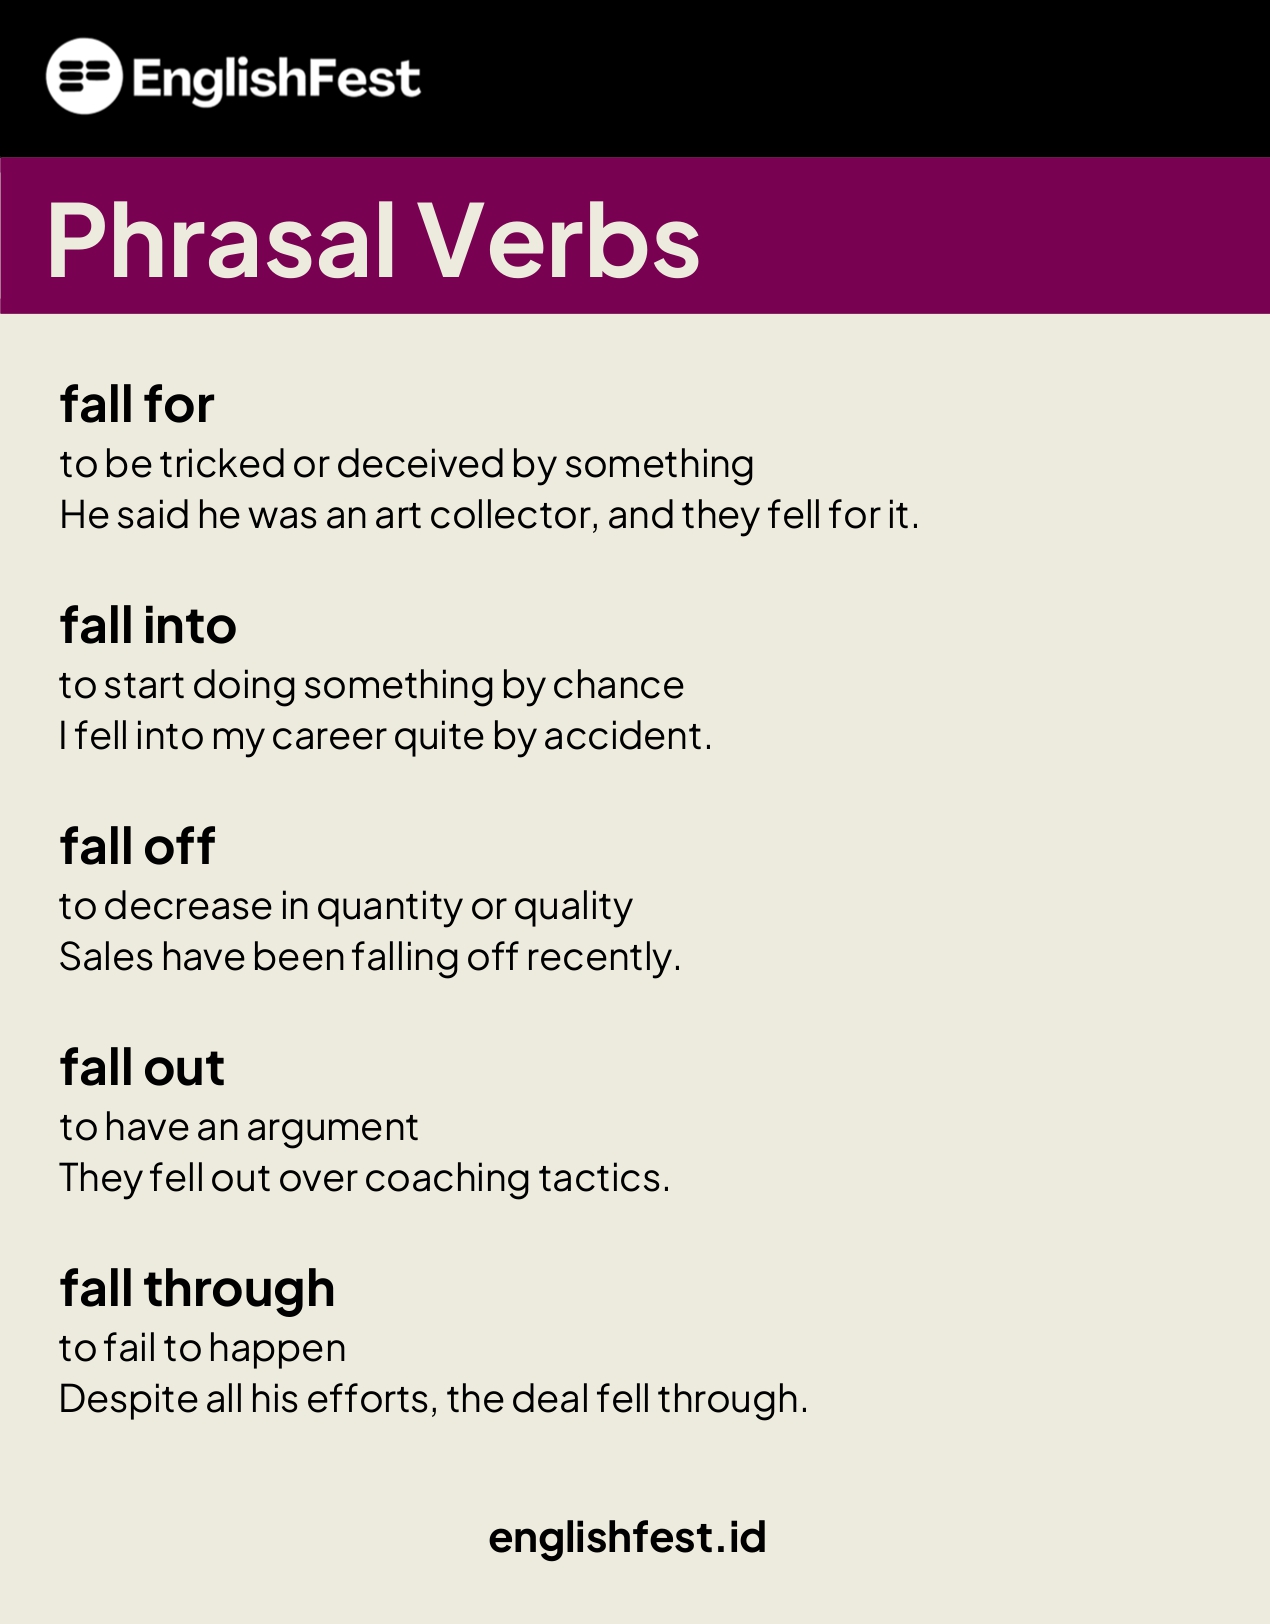 EnglishFest
Phrasal Verbs
fall for
to be tricked or deceived by something
He said he was an art collector, and they fell for it.
fall into
to start doing something by chance
I fell into my career quite by accident.
fall off
to decrease in quantity or quality
Sales have been falling off recently.
fall out
to have an argument
They fell out over coaching tactics.
fall through
to fail to happen
Despite all his efforts, the deal fell through.
englishfest.id